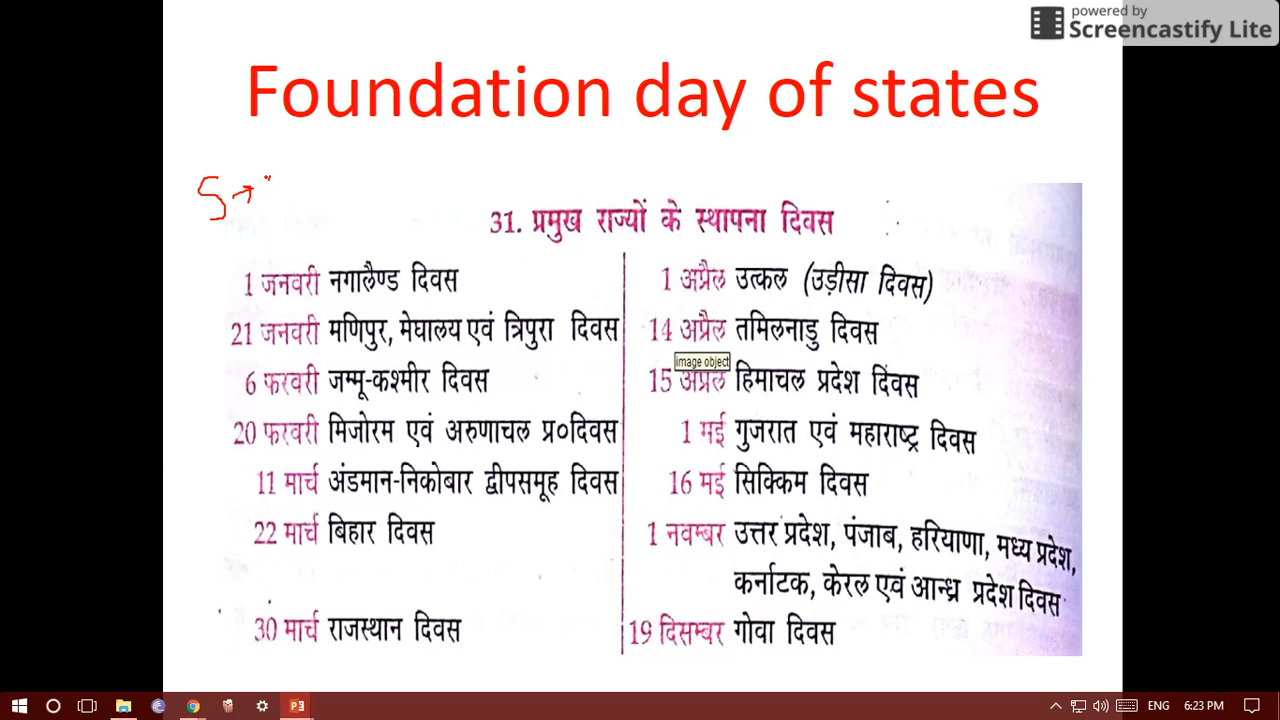 powered by
Screencastify Lite
Foundation day of states
31. प्रमुख राज्यों के स्थापना दिवस
1 जनवरी नगालैण्ड दिवस
21 जनवरी मणिपुर, मेघालय एवं त्रिपुरा दिवस
6 फरवरी जम्मू-कश्मीर दिवस
20 फरवरी मिजोरम एवं अरुणाचल प्र०दिवस
11 मार्च अंडमान-निकोबार द्वीपसमूह दिवस
22 मार्च बिहार दिवस
30 मार्च राजस्थान दिवस
1 अप्रैल उत्कल (उड़ीसा दिवस)
14 अप्रैल तमिलनाडु दिवस
image object
15 अप्रैल हिमाचल प्रदेश दिवस
1 मई गुजरात एवं महाराष्ट्र दिवस
16 मई सिक्किम दिवस
1 नवम्बर उत्तर प्रदेश, पंजाब, हरियाणा, मध्य प्रदेश,
कर्नाटक, केरल एवं आन्ध्र प्रदेश दिवस
19 दिसम्बर गोवा दिवस
ENG 6:23 PM